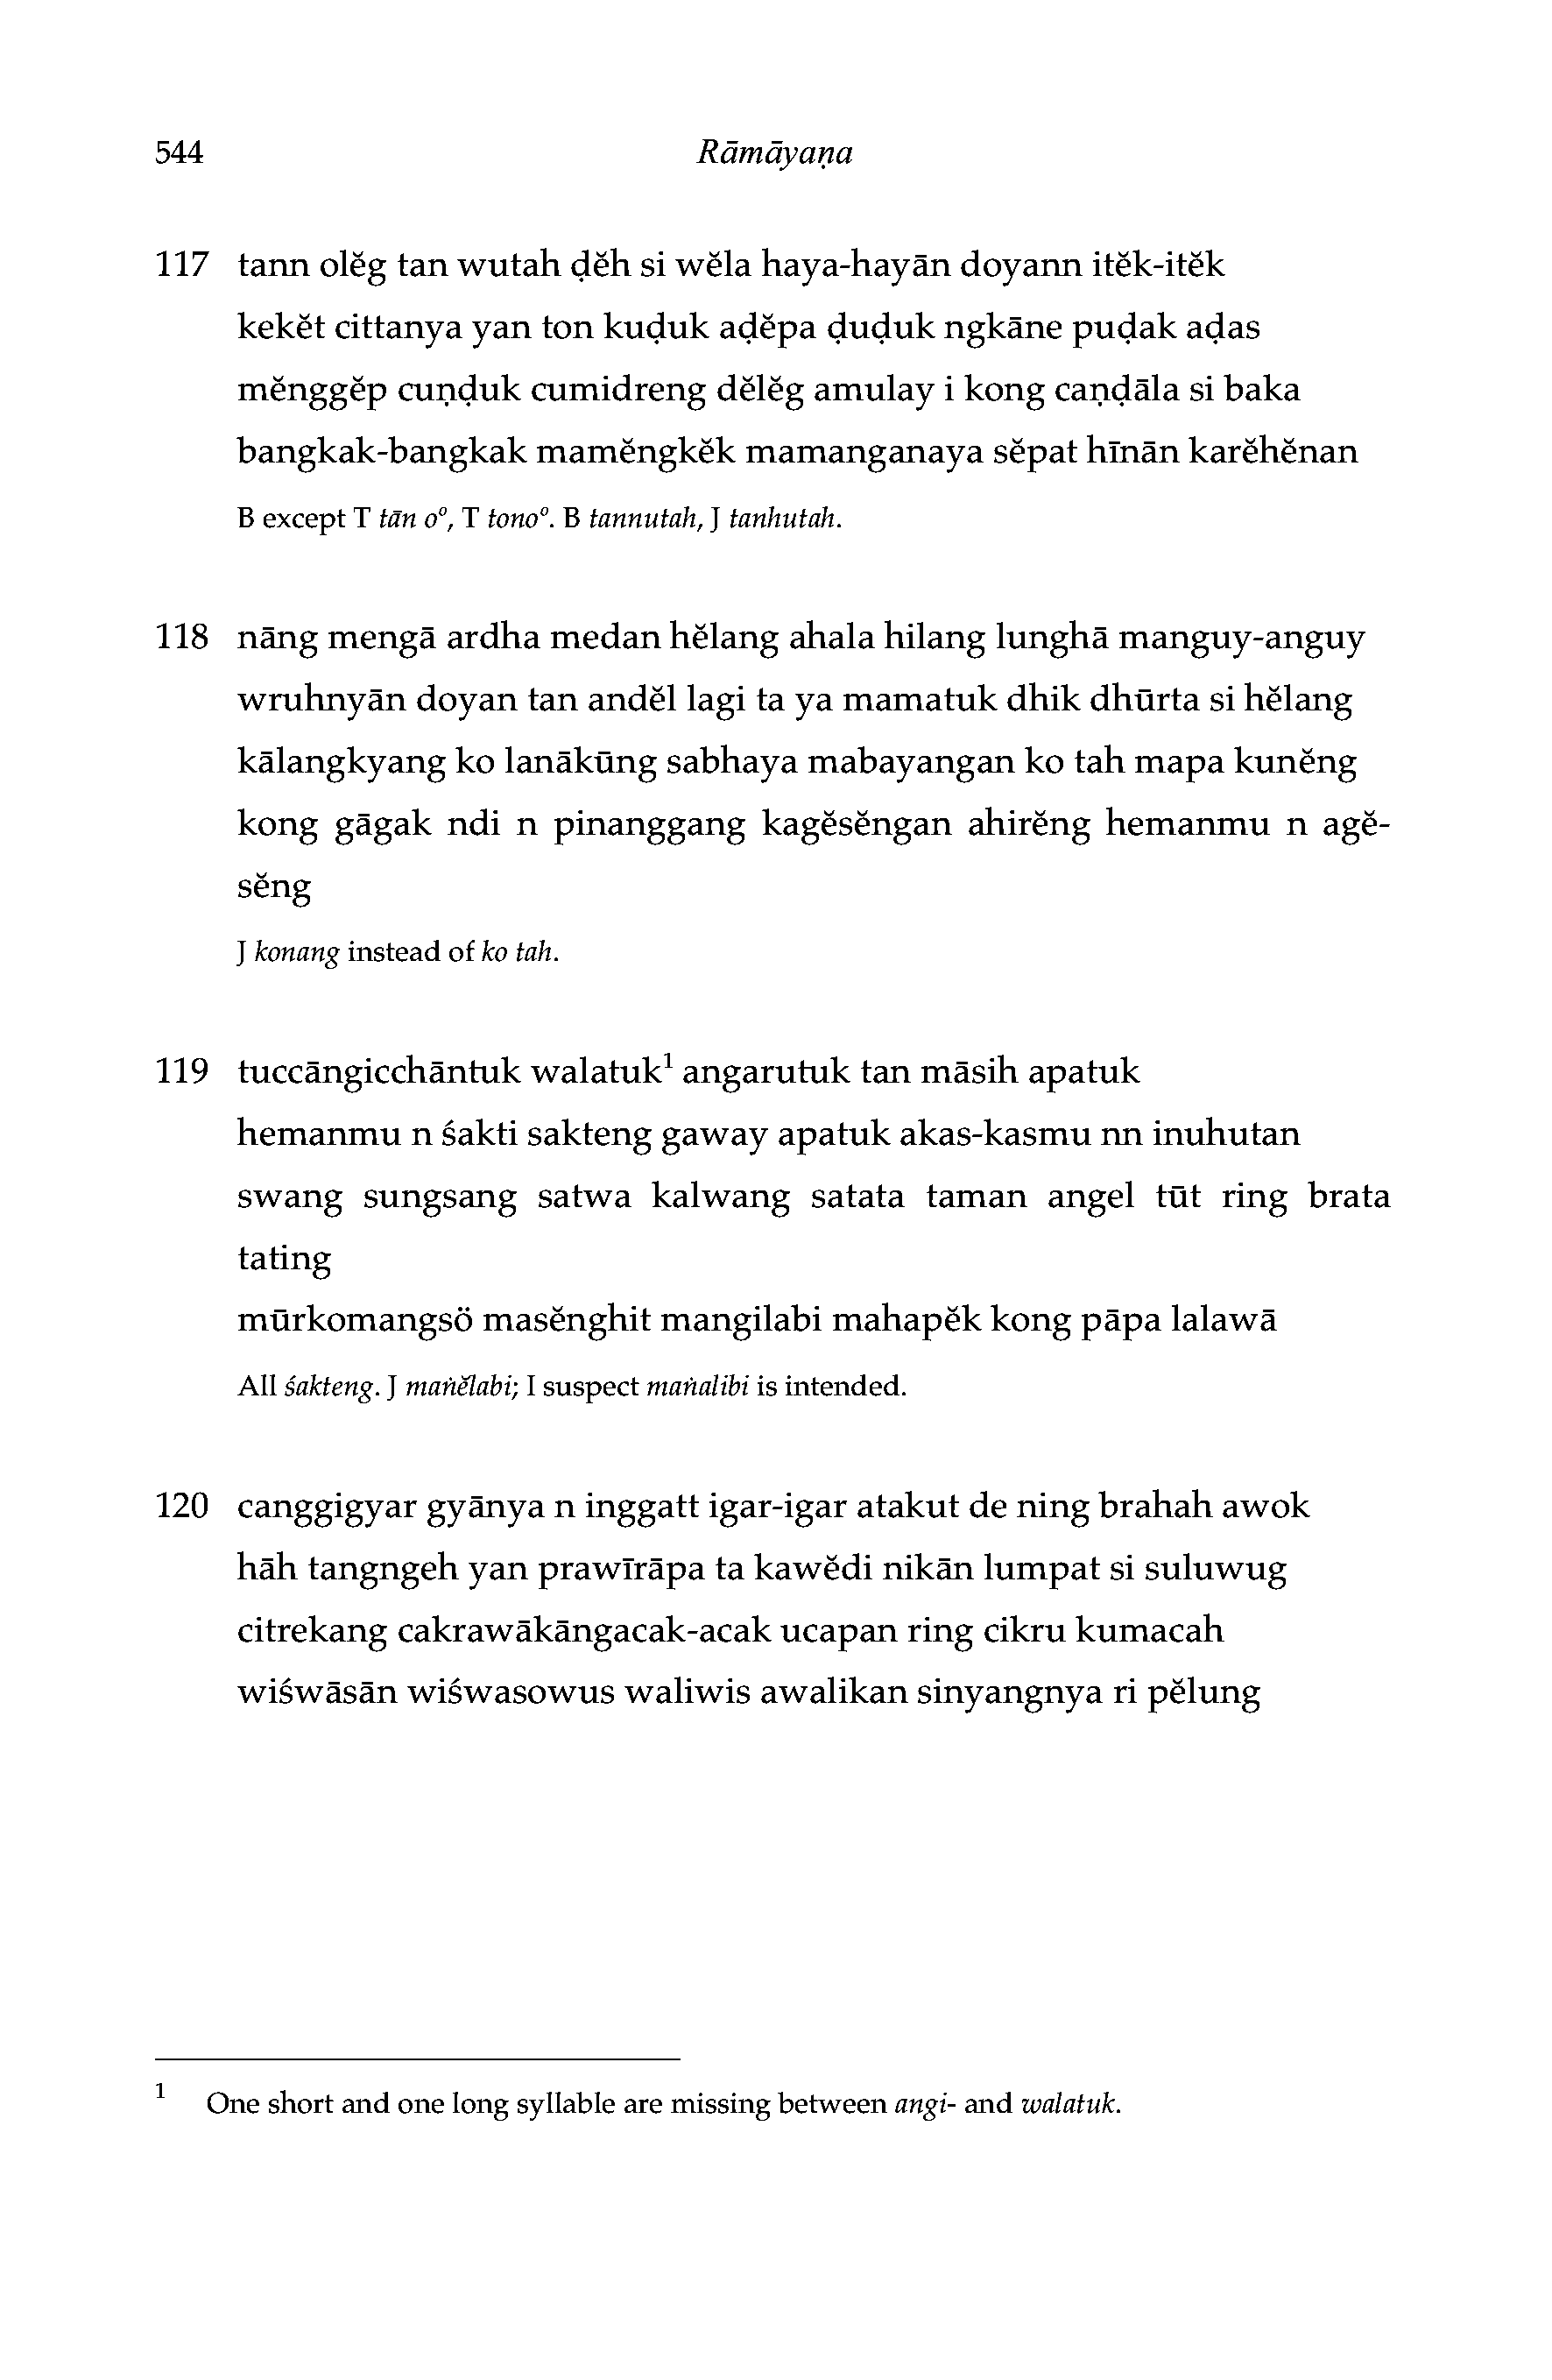 544 Rāmāyaṇa
117 tann olĕg tan wutah ḍĕh si wĕla haya-hayān doyann itĕk-itĕk
kekĕt cittanya yan ton kuḍuk aḍĕpa ḍuḍuk ngkāne puḍak aḍas
mĕnggĕp cuṇḍuk cumidreng dĕlĕg amulay i kong caṇḍāla si baka
bangkak-bangkak mamĕngkĕk mamanganaya sĕpat hīnān karĕhĕnan
B except T tān oº, T tonoº. B tannutah, J tanhutah.
118 nāng mengā ardha medan hĕlang ahala hilang lunghā manguy-anguy
wruhnyān doyan tan andĕl lagi ta ya mamatuk dhik dhūrta si hĕlang
kālangkyang ko lanākūng sabhaya mabayangan ko tah mapa kunĕng
kong gāgak ndi n pinanggang kagĕsĕngan ahirĕng hemanmu n agĕ-
sĕng
J konang instead of ko tah.
119 tuccāngicchāntuk walatuk¹ angarutuk tan māsih apatuk
hemanmu n śakti sakteng gaway apatuk akas-kasmu nn inuhutan
swang sungsang satwa kalwang satata taman angel tūt ring brata
tating
mūrkomangsö masĕnghit mangilabi mahapĕk kong pāpa lalawā
All śakteng. J maṅĕlabi; I suspect maṅalibi is intended.
120 canggigyar gyānya n inggatt igar-igar atakut de ning brahah awok
hāh tangngeh yan prawīrāpa ta kawĕdi nikān lumpat si suluwug
citrekang cakrawākāngacak-acak ucapan ring cikru kumacah
wiśwāsān wiśwasowus waliwis awalikan sinyangnya ri pĕlung
1 One short and one long syllable are missing between angi- and walatuk.